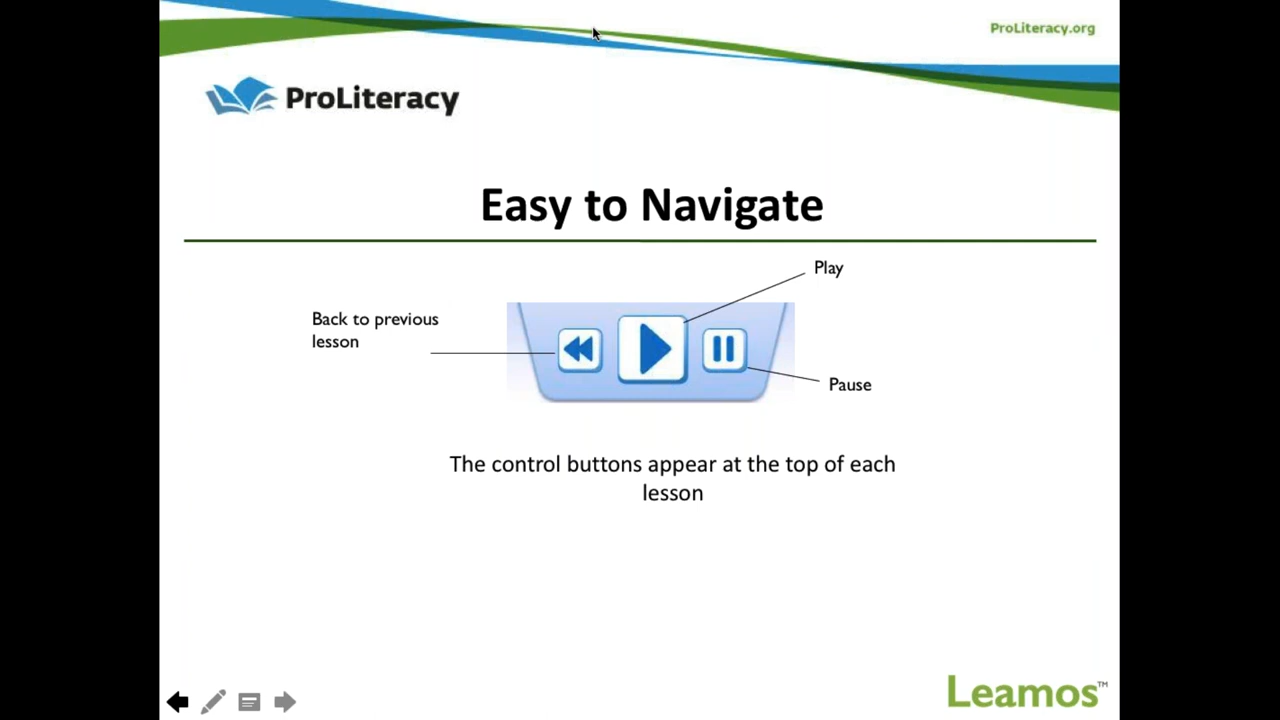 ProLiteracy.org
ProLiteracy
Easy to Navigate
Play
Back to previous
lesson
Pause
The control buttons appear at the top of each
lesson
Leamos™